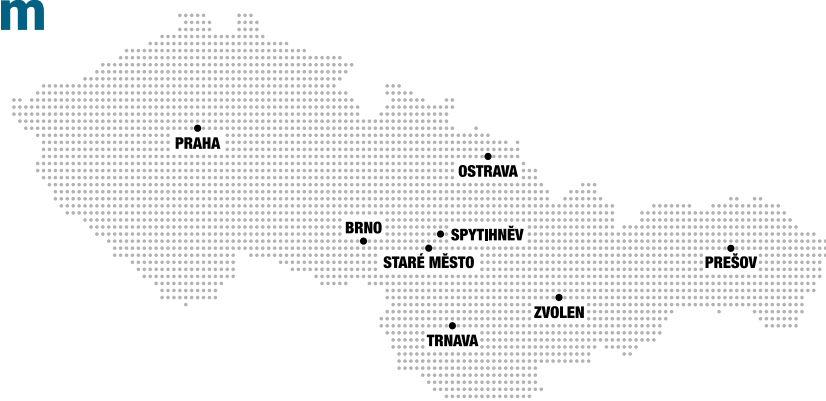 m
PRAHA
OSTRAVA
BRNO
SPYTIHNĚV
STARÉ MĚSTO
PREŠOV
ZVOLEN
TRNAVA